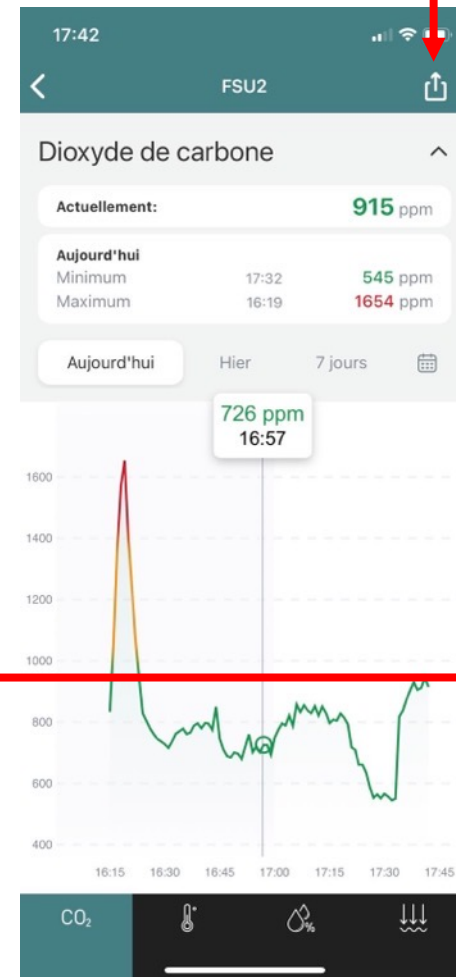 17:42
FSU2
Dioxyde de carbone
Actuellement: 915 ppm
Aujourd'hui
Minimum 17:32 545 ppm
Maximum 16:19 1654 ppm
Aujourd'hui Hier 7 jours
726 ppm
16:57
1600
1400
1200
1000
800
600
400
16:15 16:30 16:45 17:00 17:15 17:30 17:45
CO₂ ° %